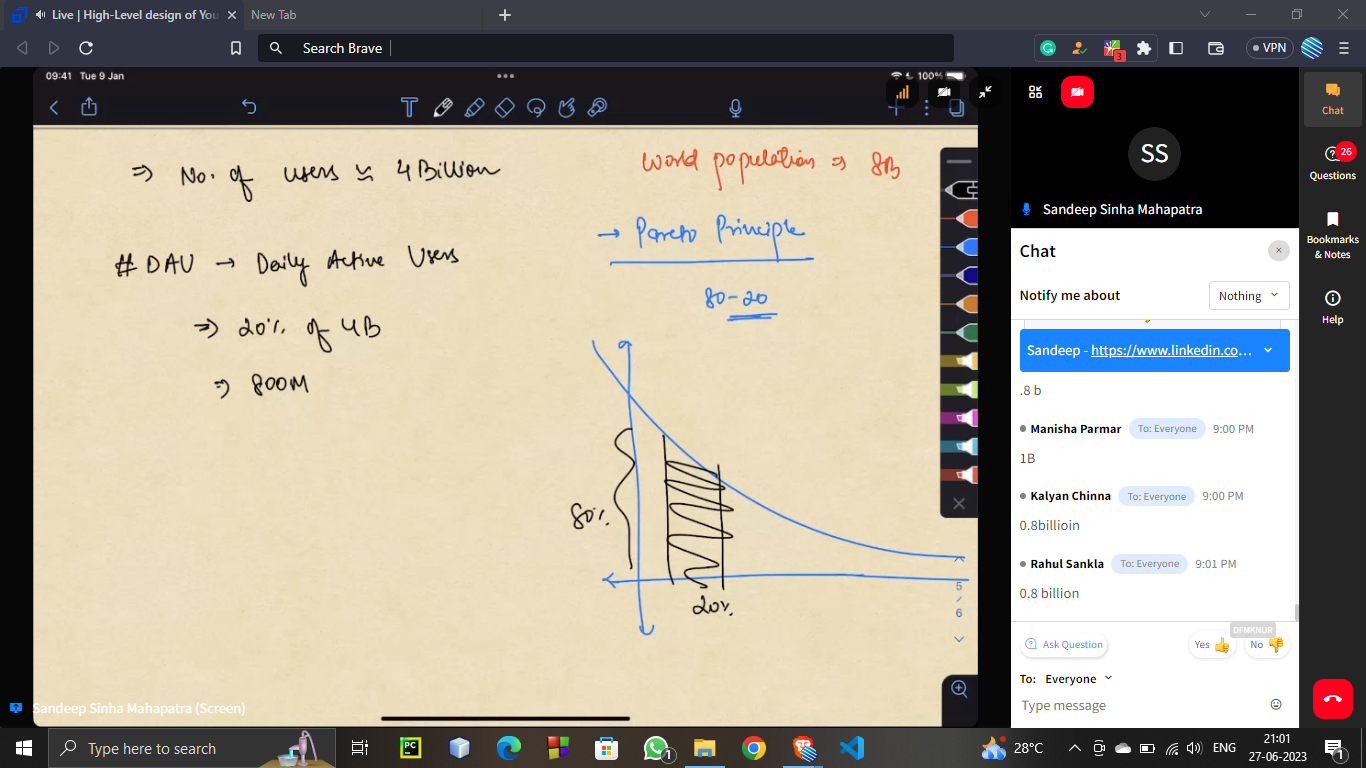 Live | High-Level design of You
New Tab
Search Brave
3
VPN
09:41 Tue 9 Jan
100%
⇒ No. of users ≈ 4 Billion
World population ⇒ 8B
→ Pareto Principle
80-20
# DAU → Daily Active Users
⇒ 20% of 4B
⇒ 800M
80%
20%
5
/
6
Sandeep Sinha Mahapatra (Screen)
SS
Sandeep Sinha Mahapatra
Chat
Notify me about
Nothing
Sandeep - https://www.linkedin.co...
.8 b
Manisha Parmar To: Everyone 9:00 PM
1B
Kalyan Chinna To: Everyone 9:00 PM
0.8billioin
Rahul Sankla To: Everyone 9:01 PM
0.8 billion
DFMKNUR
Ask Question
Yes
No
To: Everyone
Type message
Chat
26
Questions
Bookmarks
& Notes
Help
Type here to search
PC
1
28°C
ENG
21:01
27-06-2023
1